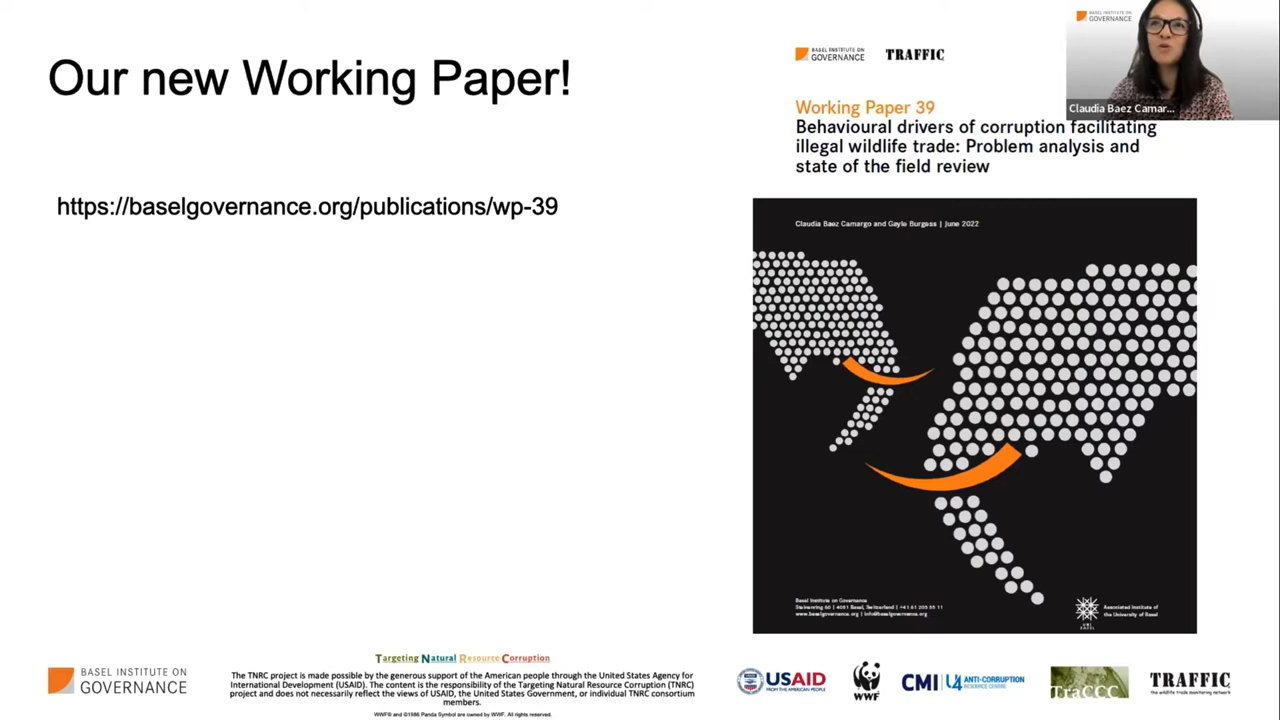 Our new Working Paper!
https://baselgovernance.org/publications/wp-39
BASEL INSTITUTE ON
GOVERNANCE
TRAFFIC
BASEL INSTITUTE ON
GOVERNANCE
Claudia Baez Camar...
Working Paper 39
Behavioural drivers of corruption facilitating
illegal wildlife trade: Problem analysis and
state of the field review
Claudia Baez Camargo and Gayle Burgess | June 2022
Basel Institute on Governance
Steinenring 60 | 4051 Basel, Switzerland | +41 61 205 55 11
www.baselgovernance.org | info@baselgovernance.org
UNI
BASEL
Associated Institute of
the University of Basel
BASEL INSTITUTE ON
GOVERNANCE
Targeting Natural Resource Corruption
The TNRC project is made possible by the generous support of the American people through the United States Agency for
International Development (USAID). The content is the responsibility of the Targeting Natural Resource Corruption (TNRC)
project and does not necessarily reflect the views of USAID, the United States Government, or individual TNRC consortium
members.
WWF® and ©1986 Panda Symbol are owned by WWF. All rights reserved.
USAID
FROM THE AMERICAN PEOPLE
WWF
CMI U4 ANTI-CORRUPTION
RESOURCE CENTRE
TraCCC
TRAFFIC
the wildlife trade monitoring network